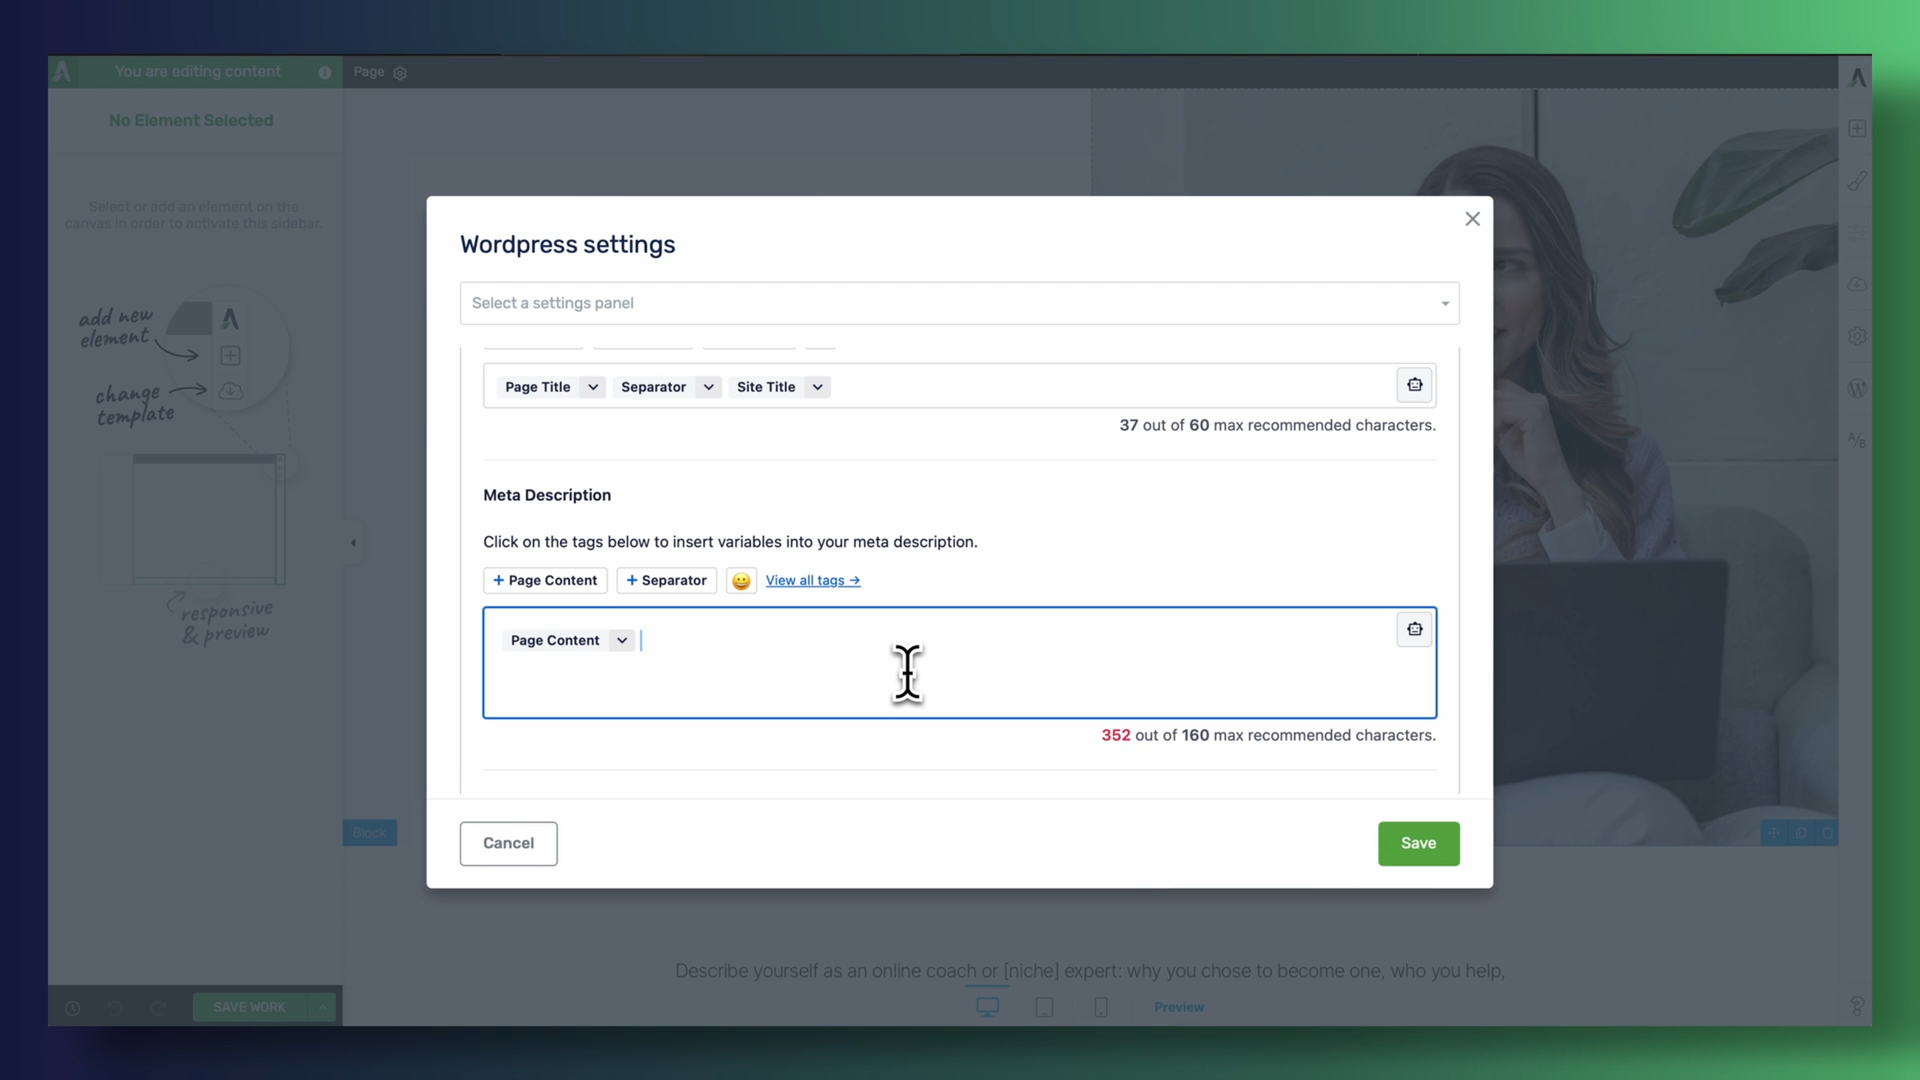 You are editing content
Page
No Element Selected
Select or add an element on the
canvas in order to activate this sidebar.
add new
element
change
template
responsive
& preview
Wordpress settings
Select a settings panel
Page Title
Separator
Site Title
37 out of 60 max recommended characters.
Meta Description
Click on the tags below to insert variables into your meta description.
+ Page Content
+ Separator
View all tags →
Page Content
352 out of 160 max recommended characters.
Cancel
Save
Block
Describe yourself as an online coach or [niche] expert: why you chose to become one, who you help,
SAVE WORK
Preview
A/B